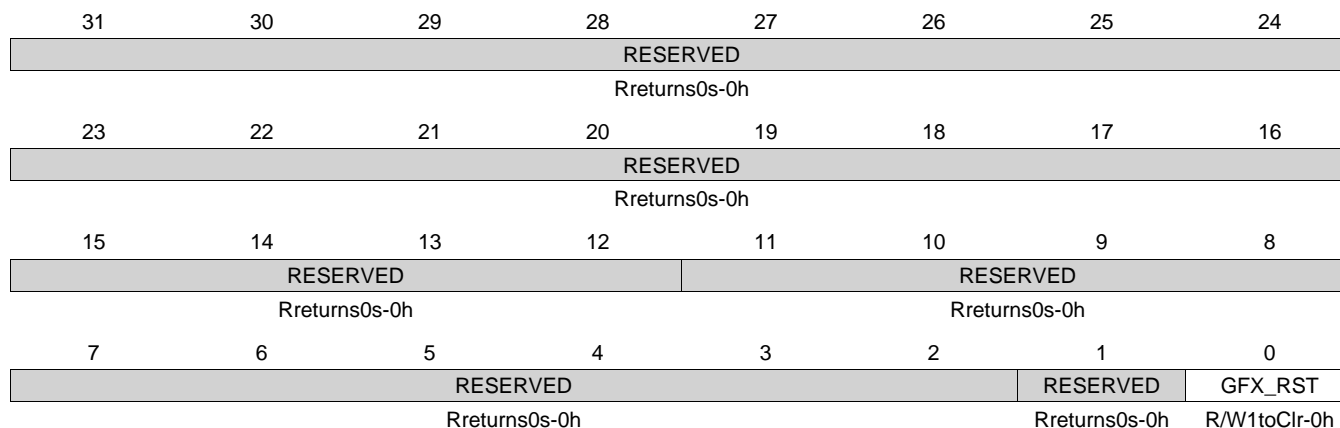 31 30 29 28 27 26 25 24
RESERVED
Rreturns0s-0h
23 22 21 20 19 18 17 16
RESERVED
Rreturns0s-0h
15 14 13 12 11 10 9 8
RESERVED RESERVED
Rreturns0s-0h Rreturns0s-0h
7 6 5 4 3 2 1 0
RESERVED RESERVED GFX_RST
Rreturns0s-0h Rreturns0s-0h R/W1toClr-0h